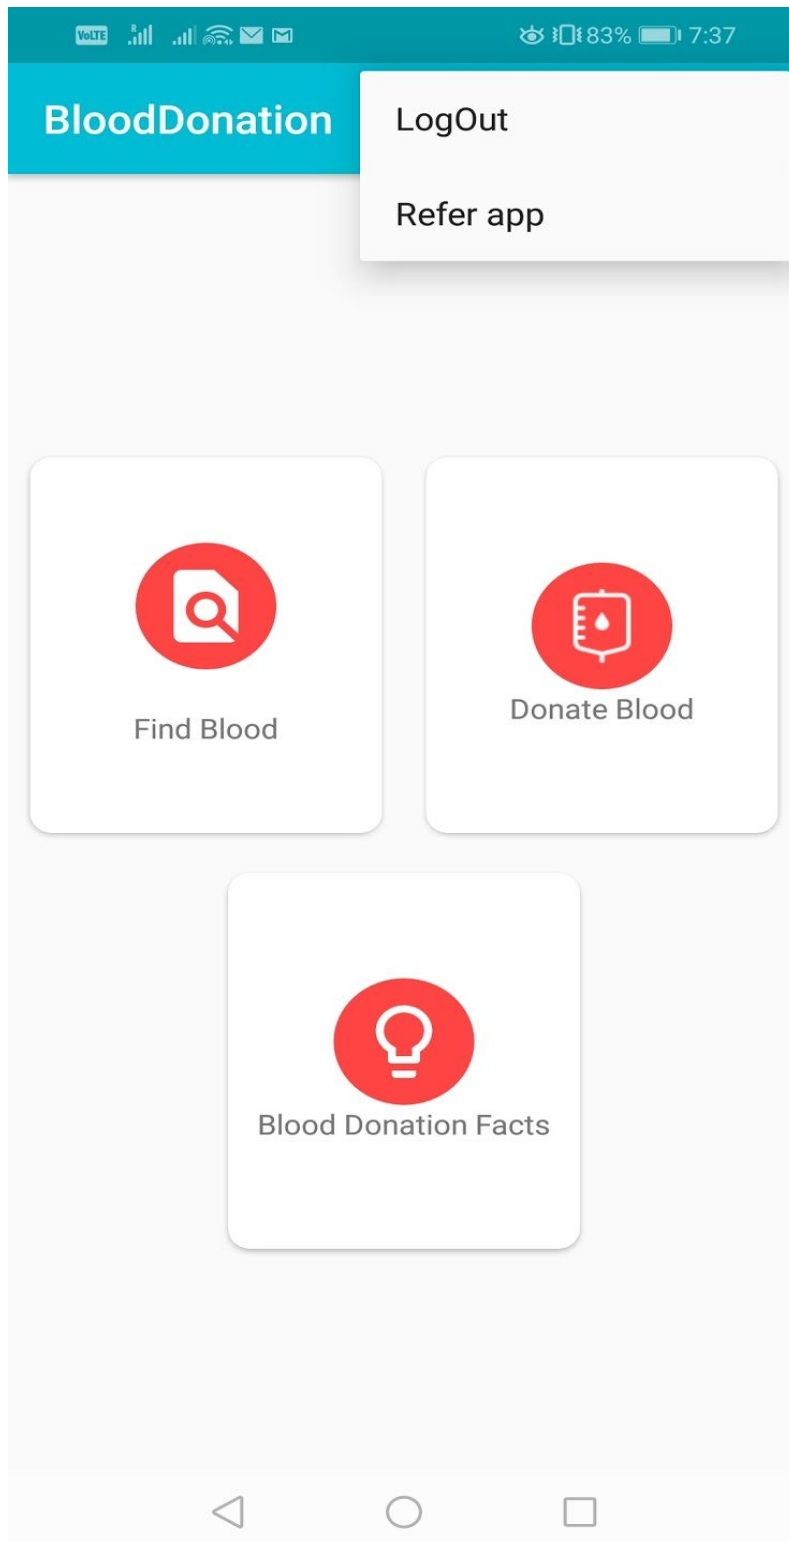 VoLTE R 83% 7:37
BloodDonation
LogOut
Refer app
Find Blood
Donate Blood
Blood Donation Facts